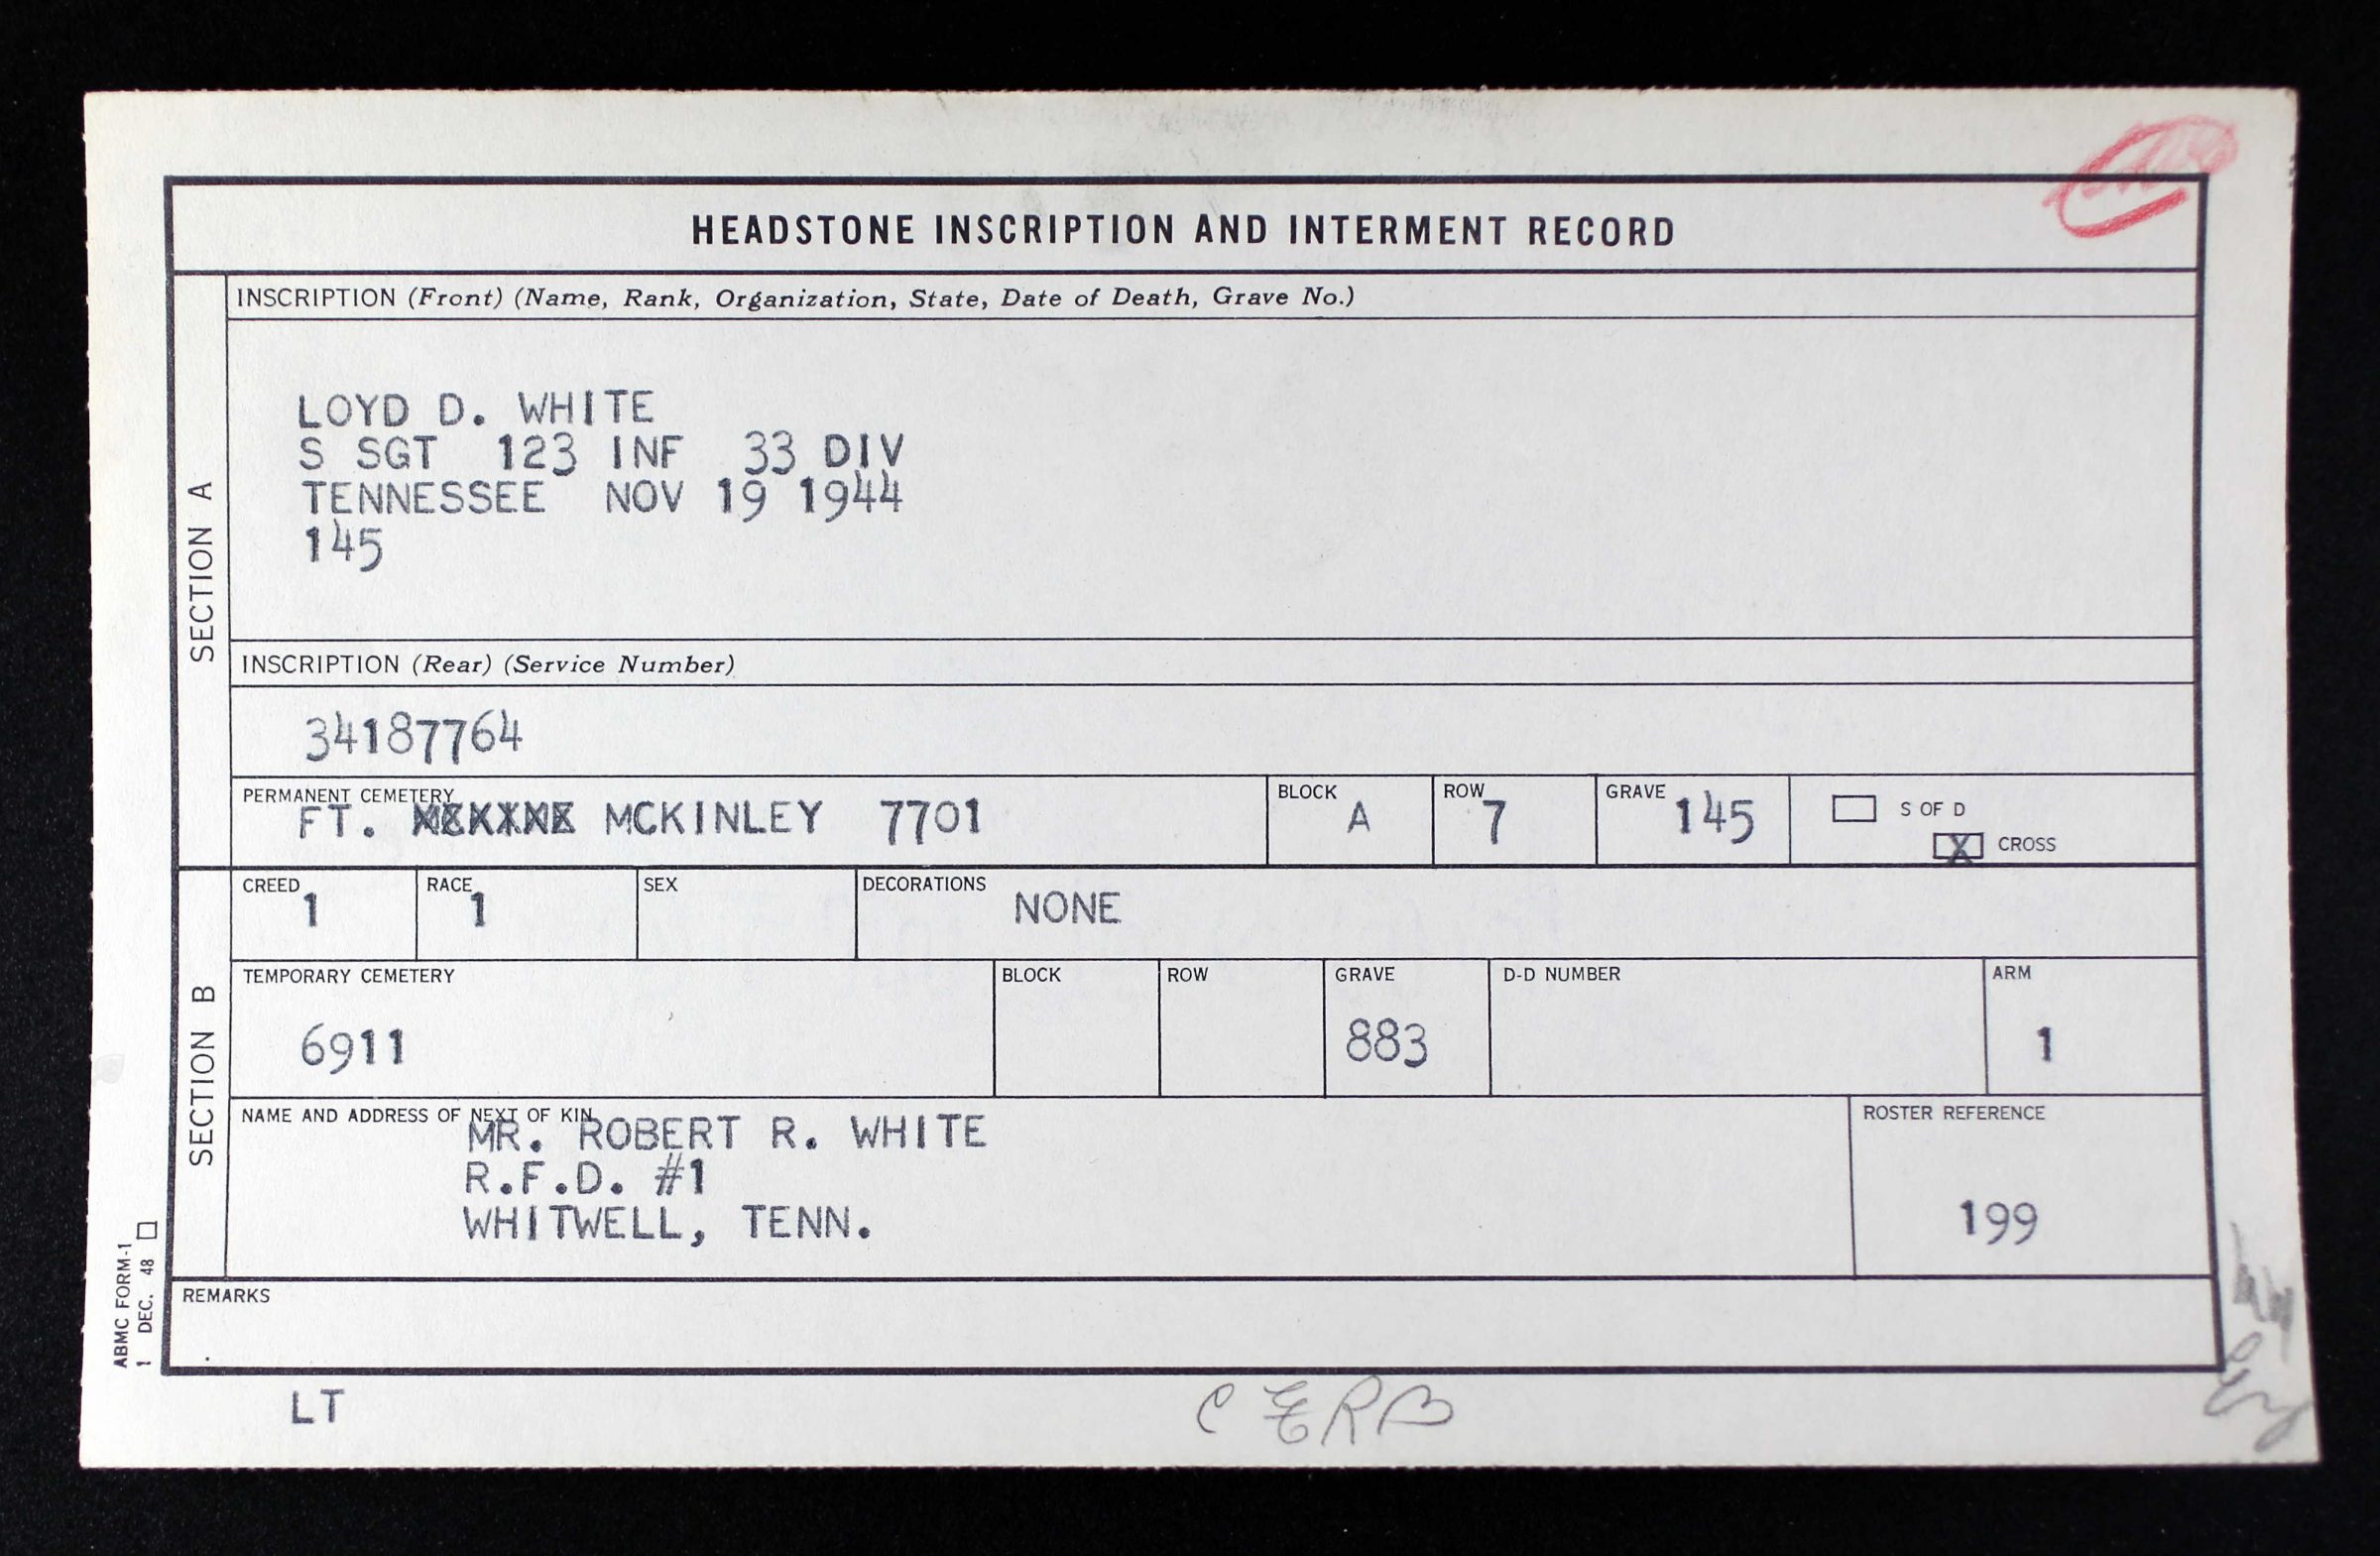 HEADSTONE INSCRIPTION AND INTERMENT RECORD
SECTION A
INSCRIPTION (Front) (Name, Rank, Organization, State, Date of Death, Grave No.)
LOYD D. WHITE
S SGT 123 INF 33 DIV
TENNESSEE NOV 19 1944
145
INSCRIPTION (Rear) (Service Number)
34187764
PERMANENT CEMETERY
FT. MCKINLEY 7701
BLOCK
A
ROW
7
GRAVE
145
S OF D
X CROSS
SECTION B
CREED
1
RACE
1
SEX
DECORATIONS
NONE
TEMPORARY CEMETERY
6911
BLOCK
ROW
GRAVE
883
D-D NUMBER
ARM
1
NAME AND ADDRESS OF NEXT OF KIN
MR. ROBERT R. WHITE
R.F.D. #1
WHITWELL, TENN.
ROSTER REFERENCE
199
REMARKS
ABMC FORM-1
1 DEC. 48
LT
C E R B